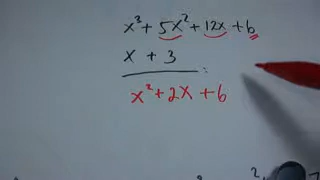 x³ + 5x² + 12x + 6
x + 3
x² + 2x + 6